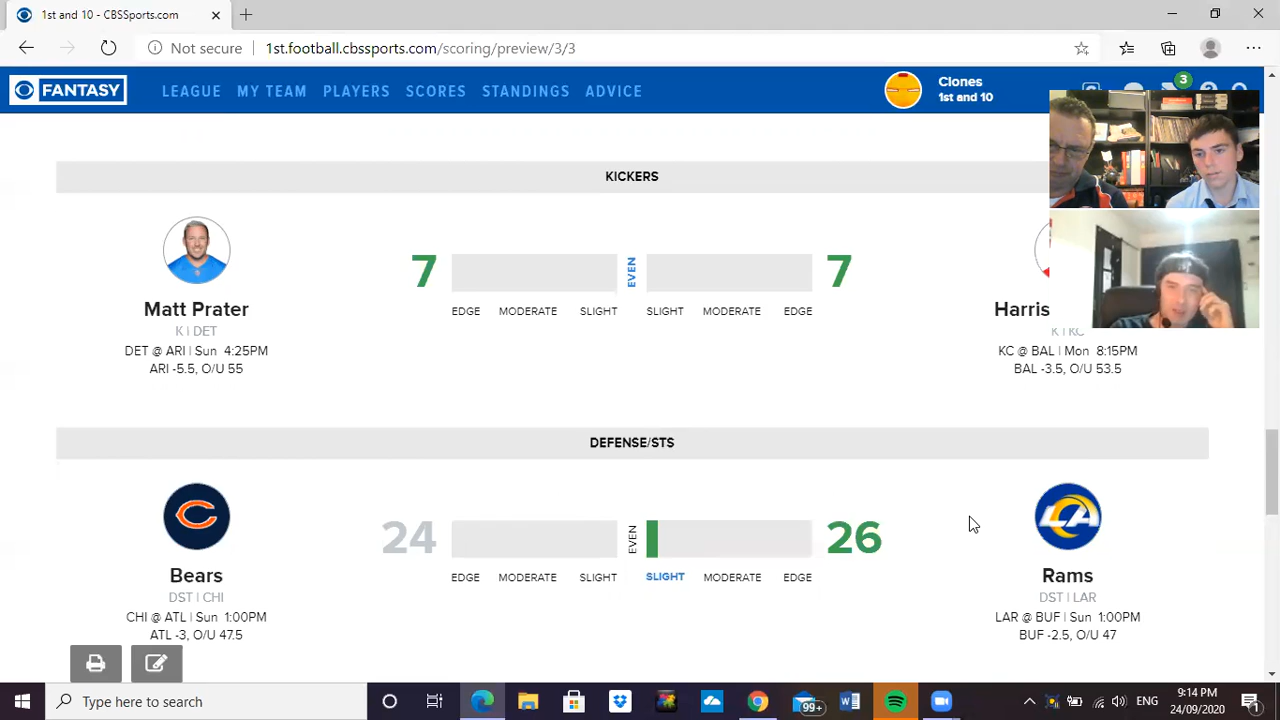 1st and 10 - CBSSports.com
Not secure
1st.football.cbssports.com/scoring/preview/3/3
FANTASY
LEAGUE MY TEAM PLAYERS SCORES STANDINGS ADVICE
Clones
1st and 10
3
KICKERS
7
EVEN
7
EDGE MODERATE SLIGHT SLIGHT MODERATE EDGE
Matt Prater
K | DET
DET @ ARI | Sun 4:25PM
ARI -5.5, O/U 55
Harris
K | KC
KC @ BAL | Mon 8:15PM
BAL -3.5, O/U 53.5
DEFENSE/STS
24
EVEN
26
EDGE MODERATE SLIGHT SLIGHT MODERATE EDGE
Bears
DST | CHI
CHI @ ATL | Sun 1:00PM
ATL -3, O/U 47.5
Rams
DST | LAR
LAR @ BUF | Sun 1:00PM
BUF -2.5, O/U 47
Type here to search
99+
ENG
9:14 PM
24/09/2020
1